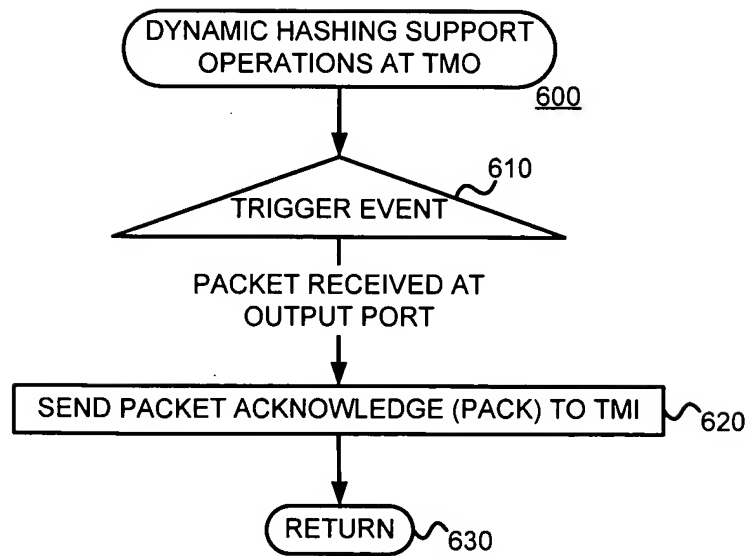 DYNAMIC HASHING SUPPORT
OPERATIONS AT TMO
600
610
TRIGGER EVENT
PACKET RECEIVED AT
OUTPUT PORT
SEND PACKET ACKNOWLEDGE (PACK) TO TMI
620
RETURN
630